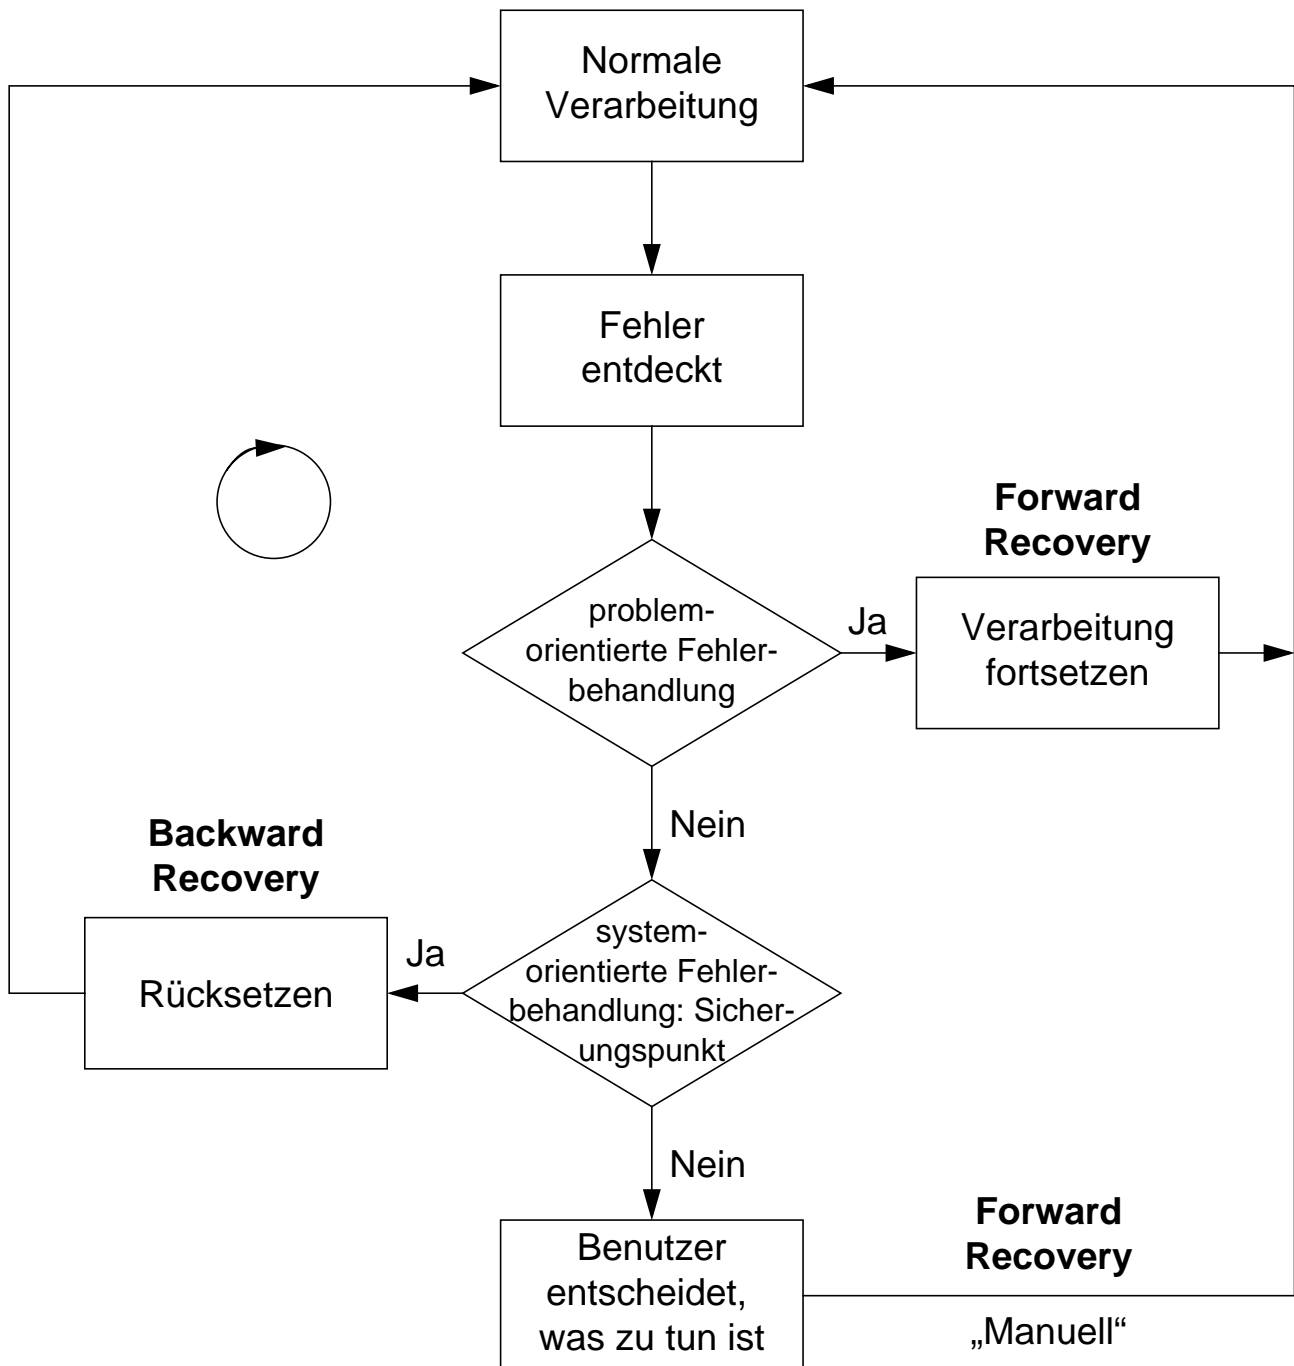 Normale
Verarbeitung
Fehler
entdeckt
Forward
Recovery
problem-
orientierte Fehler-
behandlung
Ja
Verarbeitung
fortsetzen
Nein
Backward
Recovery
system-
orientierte Fehler-
behandlung: Sicher-
ungspunkt
Ja
Rücksetzen
Nein
Benutzer
entscheidet,
was zu tun ist
Forward
Recovery
„Manuell“